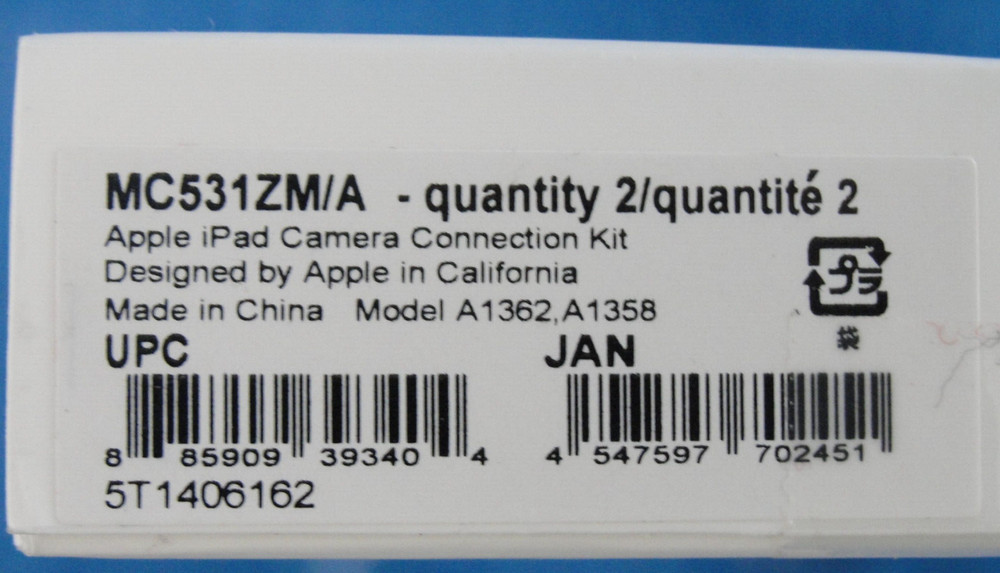 MC531ZM/A - quantity 2/quantité 2
Apple iPad Camera Connection Kit
Designed by Apple in California
Made in China Model A1362,A1358
プラ
袋
UPC JAN
8 85909 39340 4 4 547597 702451
5T1406162